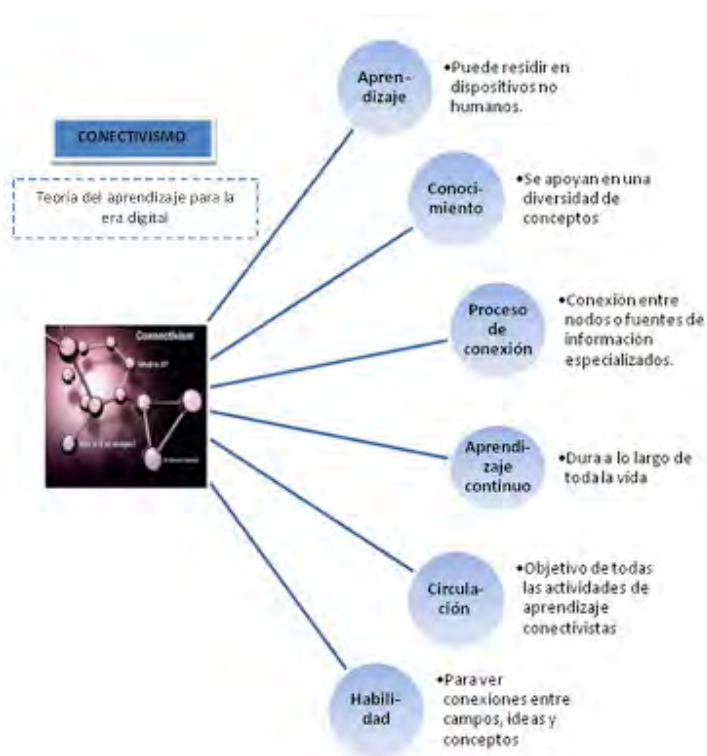 CONECTIVISMO
Teoría del aprendizaje para la
era digital
Connectivism
Apren-
dizaje
•Puede residir en
dispositivos no
humanos.
Conoci-
miento
•Se apoyan en una
diversidad de
conceptos
Proceso
de
conexión
•Conexión entre
nodos o fuentes de
información
especializados.
Aprendi-
zaje
continuo
•Dura a lo largo de
toda la vida
Circula-
ción
•Objetivo de todas
las actividades de
aprendizaje
conectivistas
Habili-
dad
•Para ver
conexiones entre
campos, ideas y
conceptos